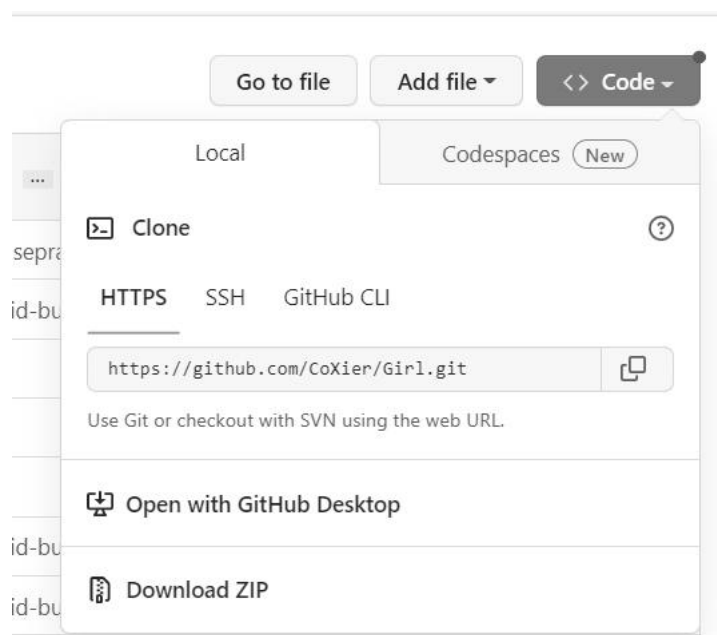 Go to file Add file Code
Local Codespaces New
...
Clone
sepra
HTTPS SSH GitHub CLI
id-bu
https://github.com/CoXier/Girl.git
Use Git or checkout with SVN using the web URL.
Open with GitHub Desktop
id-bu
Download ZIP
id-bu